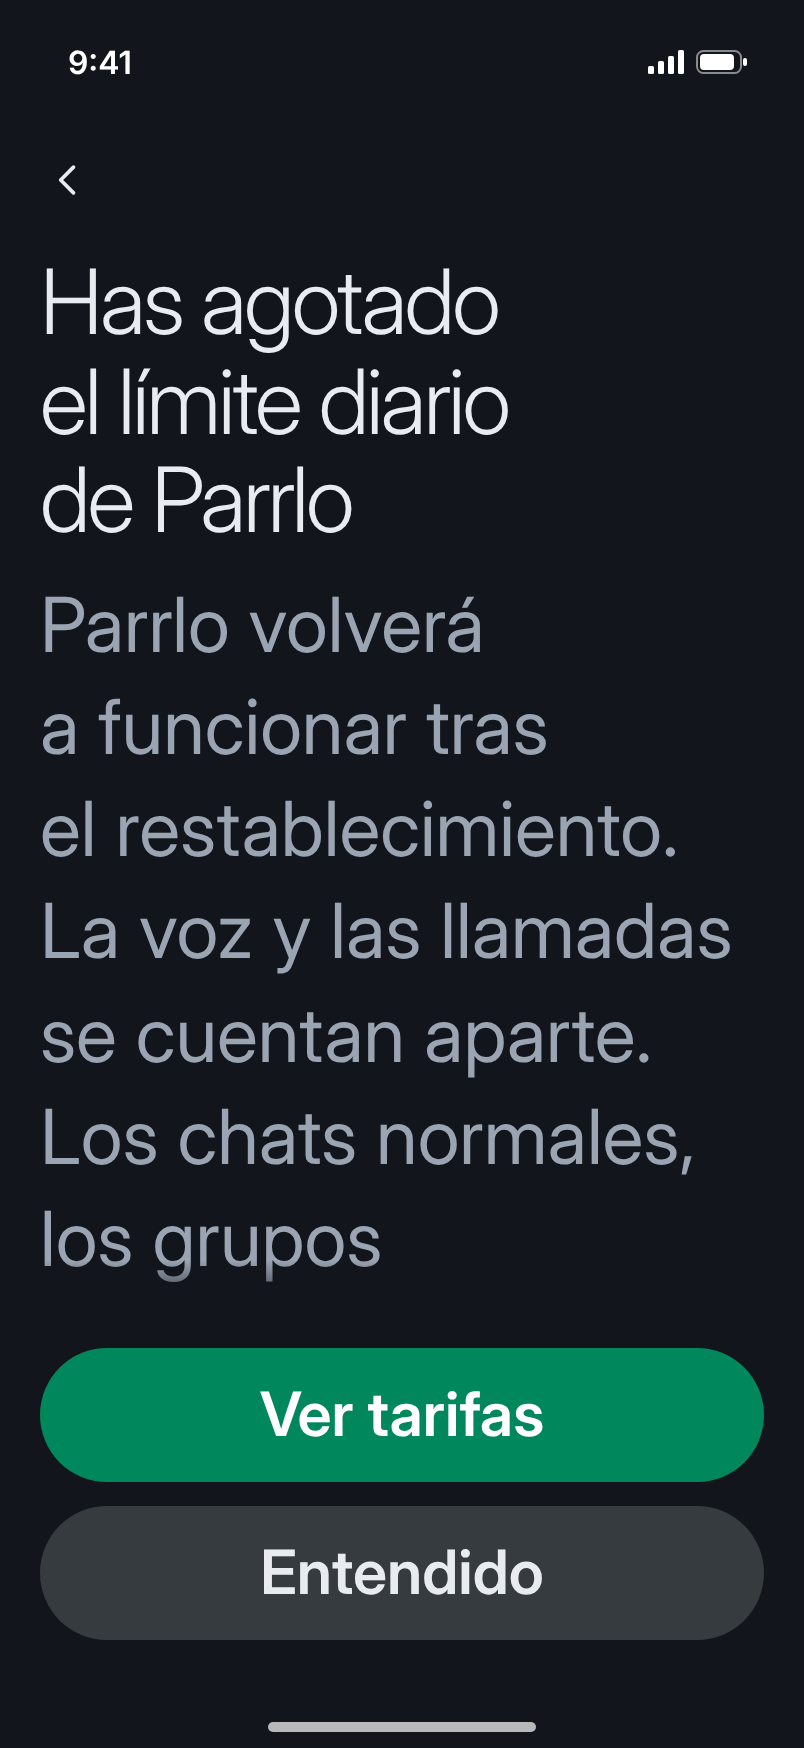 9:41
Has agotado
el límite diario
de Parrlo
Parrlo volverá
a funcionar tras
el restablecimiento.
La voz y las llamadas
se cuentan aparte.
Los chats normales,
los grupos
Ver tarifas
Entendido